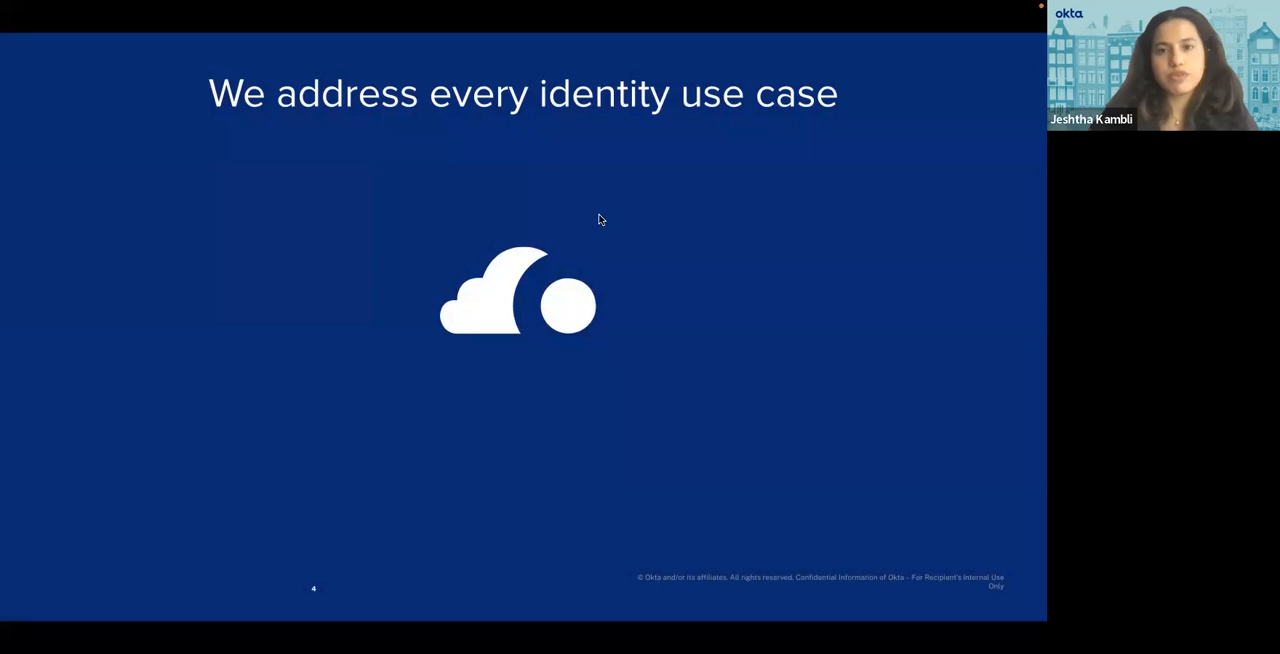 We address every identity use case
okta
Jeshtha Kambli
4
© Okta and/or its affiliates. All rights reserved. Confidential Information of Okta – For Recipient's Internal Use
Only